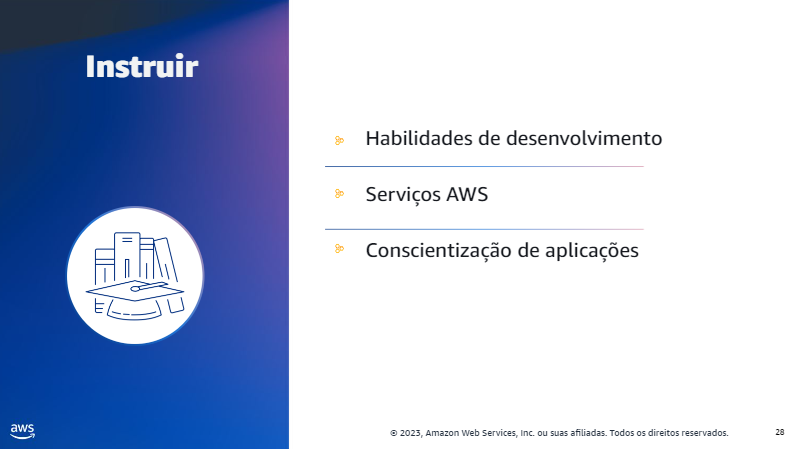 Instruir
Habilidades de desenvolvimento
Serviços AWS
Conscientização de aplicações
aws
© 2023, Amazon Web Services, Inc. ou suas afiliadas. Todos os direitos reservados.
28